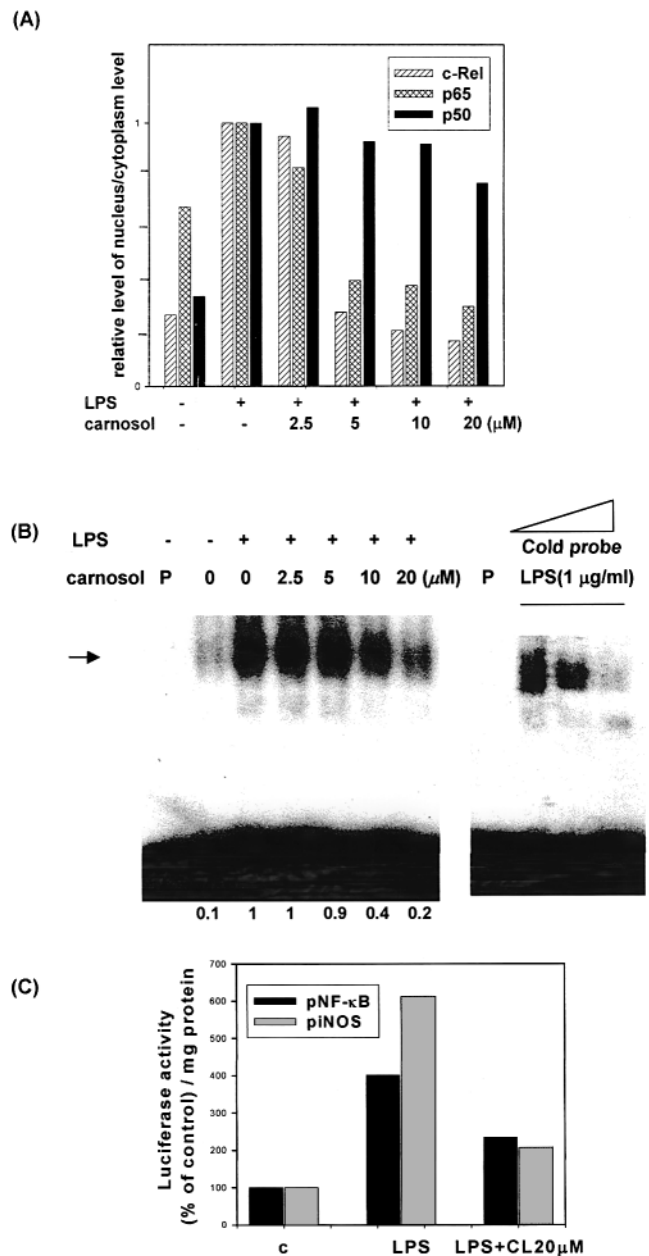 (A)
c-Rel
p65
p50
relative level of nucleus/cytoplasm level
1
0
LPS - + + + + +
carnosol - - 2.5 5 10 20 (μM)
(B)
LPS - - + + + + +
carnosol P 0 0 2.5 5 10 20 (μM)
Cold probe
P LPS(1 μg/ml)
0.1 1 1 0.9 0.4 0.2
(C)
pNF-κB
piNOS
Luciferase activity
(% of control) / mg protein
700
600
500
400
300
200
100
0
c LPS LPS+CL20μM